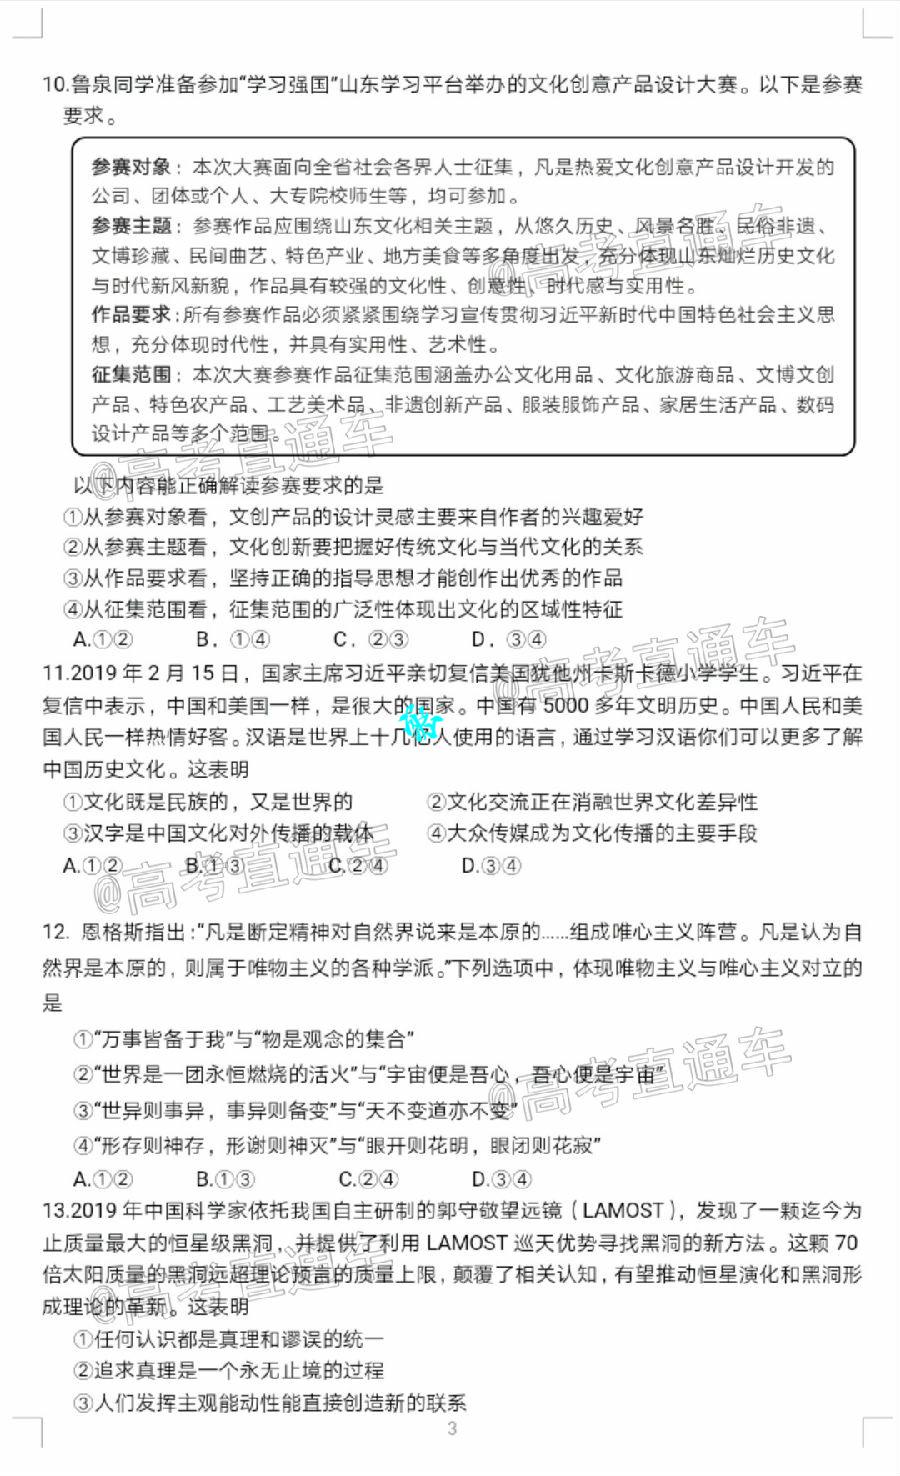 10.鲁泉同学准备参加“学习强国”山东学习平台举办的文化创意产品设计大赛。以下是参赛
要求。
参赛对象：本次大赛面向全省社会各界人士征集，凡是热爱文化创意产品设计开发的
公司、团体或个人、大专院校师生等，均可参加。
参赛主题：参赛作品应围绕山东文化相关主题，从悠久历史、风景名胜、民俗非遗、
文博珍藏、民间曲艺、特色产业、地方美食等多角度出发，充分体现山东灿烂历史文化
与时代新风新貌，作品具有较强的文化性、创意性、时代感与实用性。
作品要求:所有参赛作品必须紧紧围绕学习宣传贯彻习近平新时代中国特色社会主义思
想，充分体现时代性，并具有实用性、艺术性。
征集范围：本次大赛参赛作品征集范围涵盖办公文化用品、文化旅游商品、文博文创
产品、特色农产品、工艺美术品、非遗创新产品、服装服饰产品、家居生活产品、数码
设计产品等多个范围。
以下内容能正确解读参赛要求的是
①从参赛对象看，文创产品的设计灵感主要来自作者的兴趣爱好
②从参赛主题看，文化创新要把握好传统文化与当代文化的关系
③从作品要求看，坚持正确的指导思想才能创作出优秀的作品
④从征集范围看，征集范围的广泛性体现出文化的区域性特征
A.①② B．①④ C．②③ D．③④
11.2019 年 2 月 15 日，国家主席习近平亲切复信美国犹他州卡斯卡德小学学生。习近平在
复信中表示，中国和美国一样，是很大的国家。中国有 5000 多年文明历史。中国人民和美
国人民一样热情好客。汉语是世界上十几亿人使用的语言，通过学习汉语你们可以更多了解
中国历史文化。这表明
①文化既是民族的，又是世界的 ②文化交流正在消融世界文化差异性
③汉字是中国文化对外传播的载体 ④大众传媒成为文化传播的主要手段
A.①② B.①③ C.②④ D.③④
12. 恩格斯指出:“凡是断定精神对自然界说来是本原的……组成唯心主义阵营。凡是认为自
然界是本原的，则属于唯物主义的各种学派。”下列选项中，体现唯物主义与唯心主义对立的
是
①“万事皆备于我”与“物是观念的集合”
②“世界是一团永恒燃烧的活火”与“宇宙便是吾心，吾心便是宇宙”
③“世异则事异，事异则备变”与“天不变道亦不变”
④“形存则神存，形谢则神灭”与“眼开则花明，眼闭则花寂”
A.①② B.①③ C.②④ D.③④
13.2019 年中国科学家依托我国自主研制的郭守敬望远镜（LAMOST），发现了一颗迄今为
止质量最大的恒星级黑洞，并提供了利用 LAMOST 巡天优势寻找黑洞的新方法。这颗 70
倍太阳质量的黑洞远超理论预言的质量上限，颠覆了相关认知，有望推动恒星演化和黑洞形
成理论的革新。这表明
①任何认识都是真理和谬误的统一
②追求真理是一个永无止境的过程
③人们发挥主观能动性能直接创造新的联系
3
@高考直通车
@高考直通车
@高考直通车
@高考直通车
@高考直通车
@高考直通车